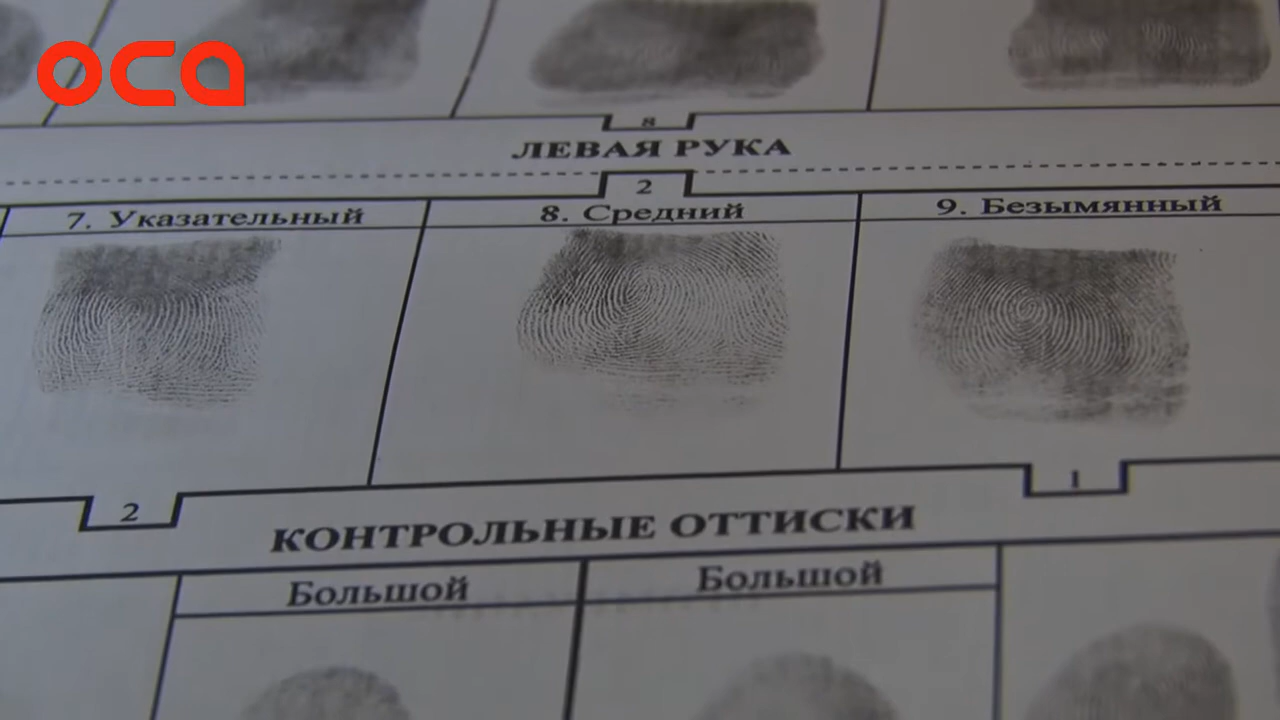 оса
8
ЛЕВАЯ РУКА
2
7. Указательный
8. Средний
9. Безымянный
2
1
КОНТРОЛЬНЫЕ ОТТИСКИ
Большой
Большой